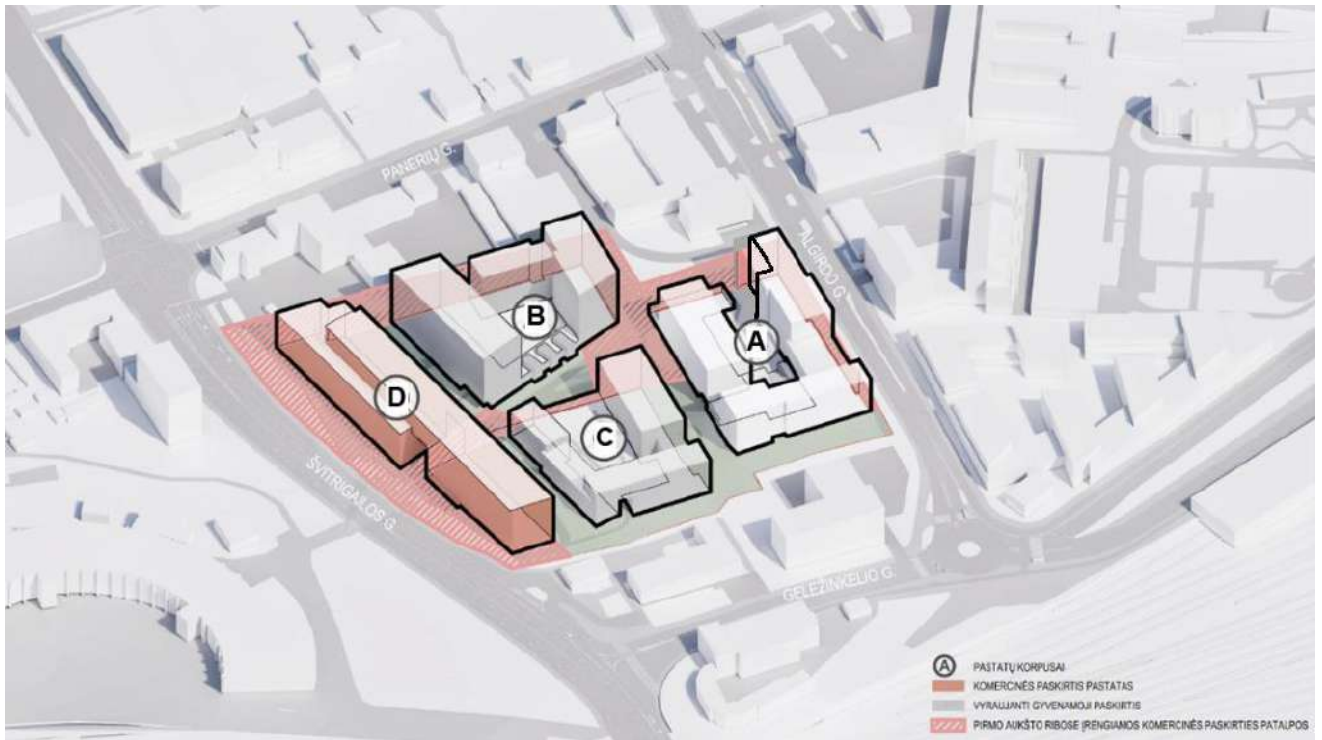 PANERIŲ G.
ALGIRDO G.
B
A
D
C
ŠVITRIGAILOS G.
GELEŽINKELIO G.
A PASTATŲ KORPUSAI
KOMERCINĖS PASKIRTIS PASTATAS
VYRAUJANTI GYVENAMOJI PASKIRTIS
PIRMO AUKŠTO RIBOSE ĮRENGIAMOS KOMERCINĖS PASKIRTIES PATALPOS